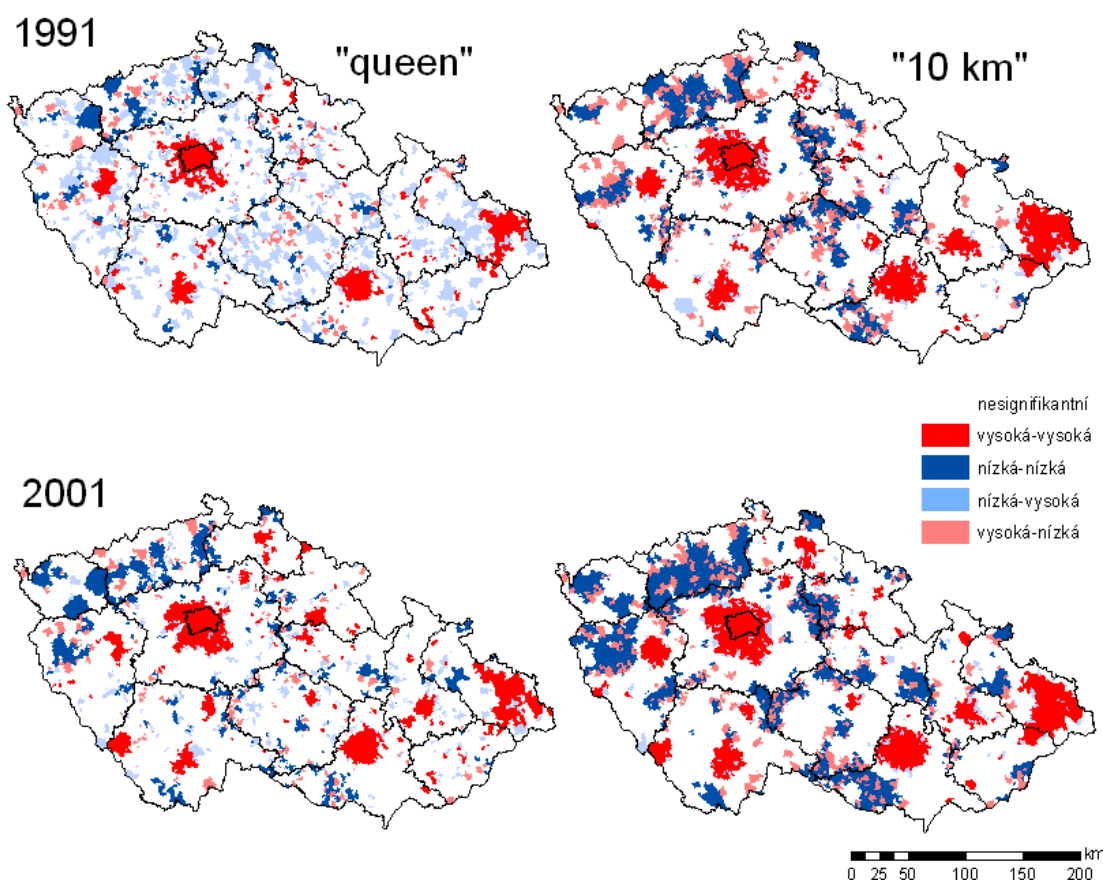 1991
"queen"
"10 km"
nesignifikantní
vysoká-vysoká
nízká-nízká
nízká-vysoká
vysoká-nízká
2001
km
0 25 50 100 150 200